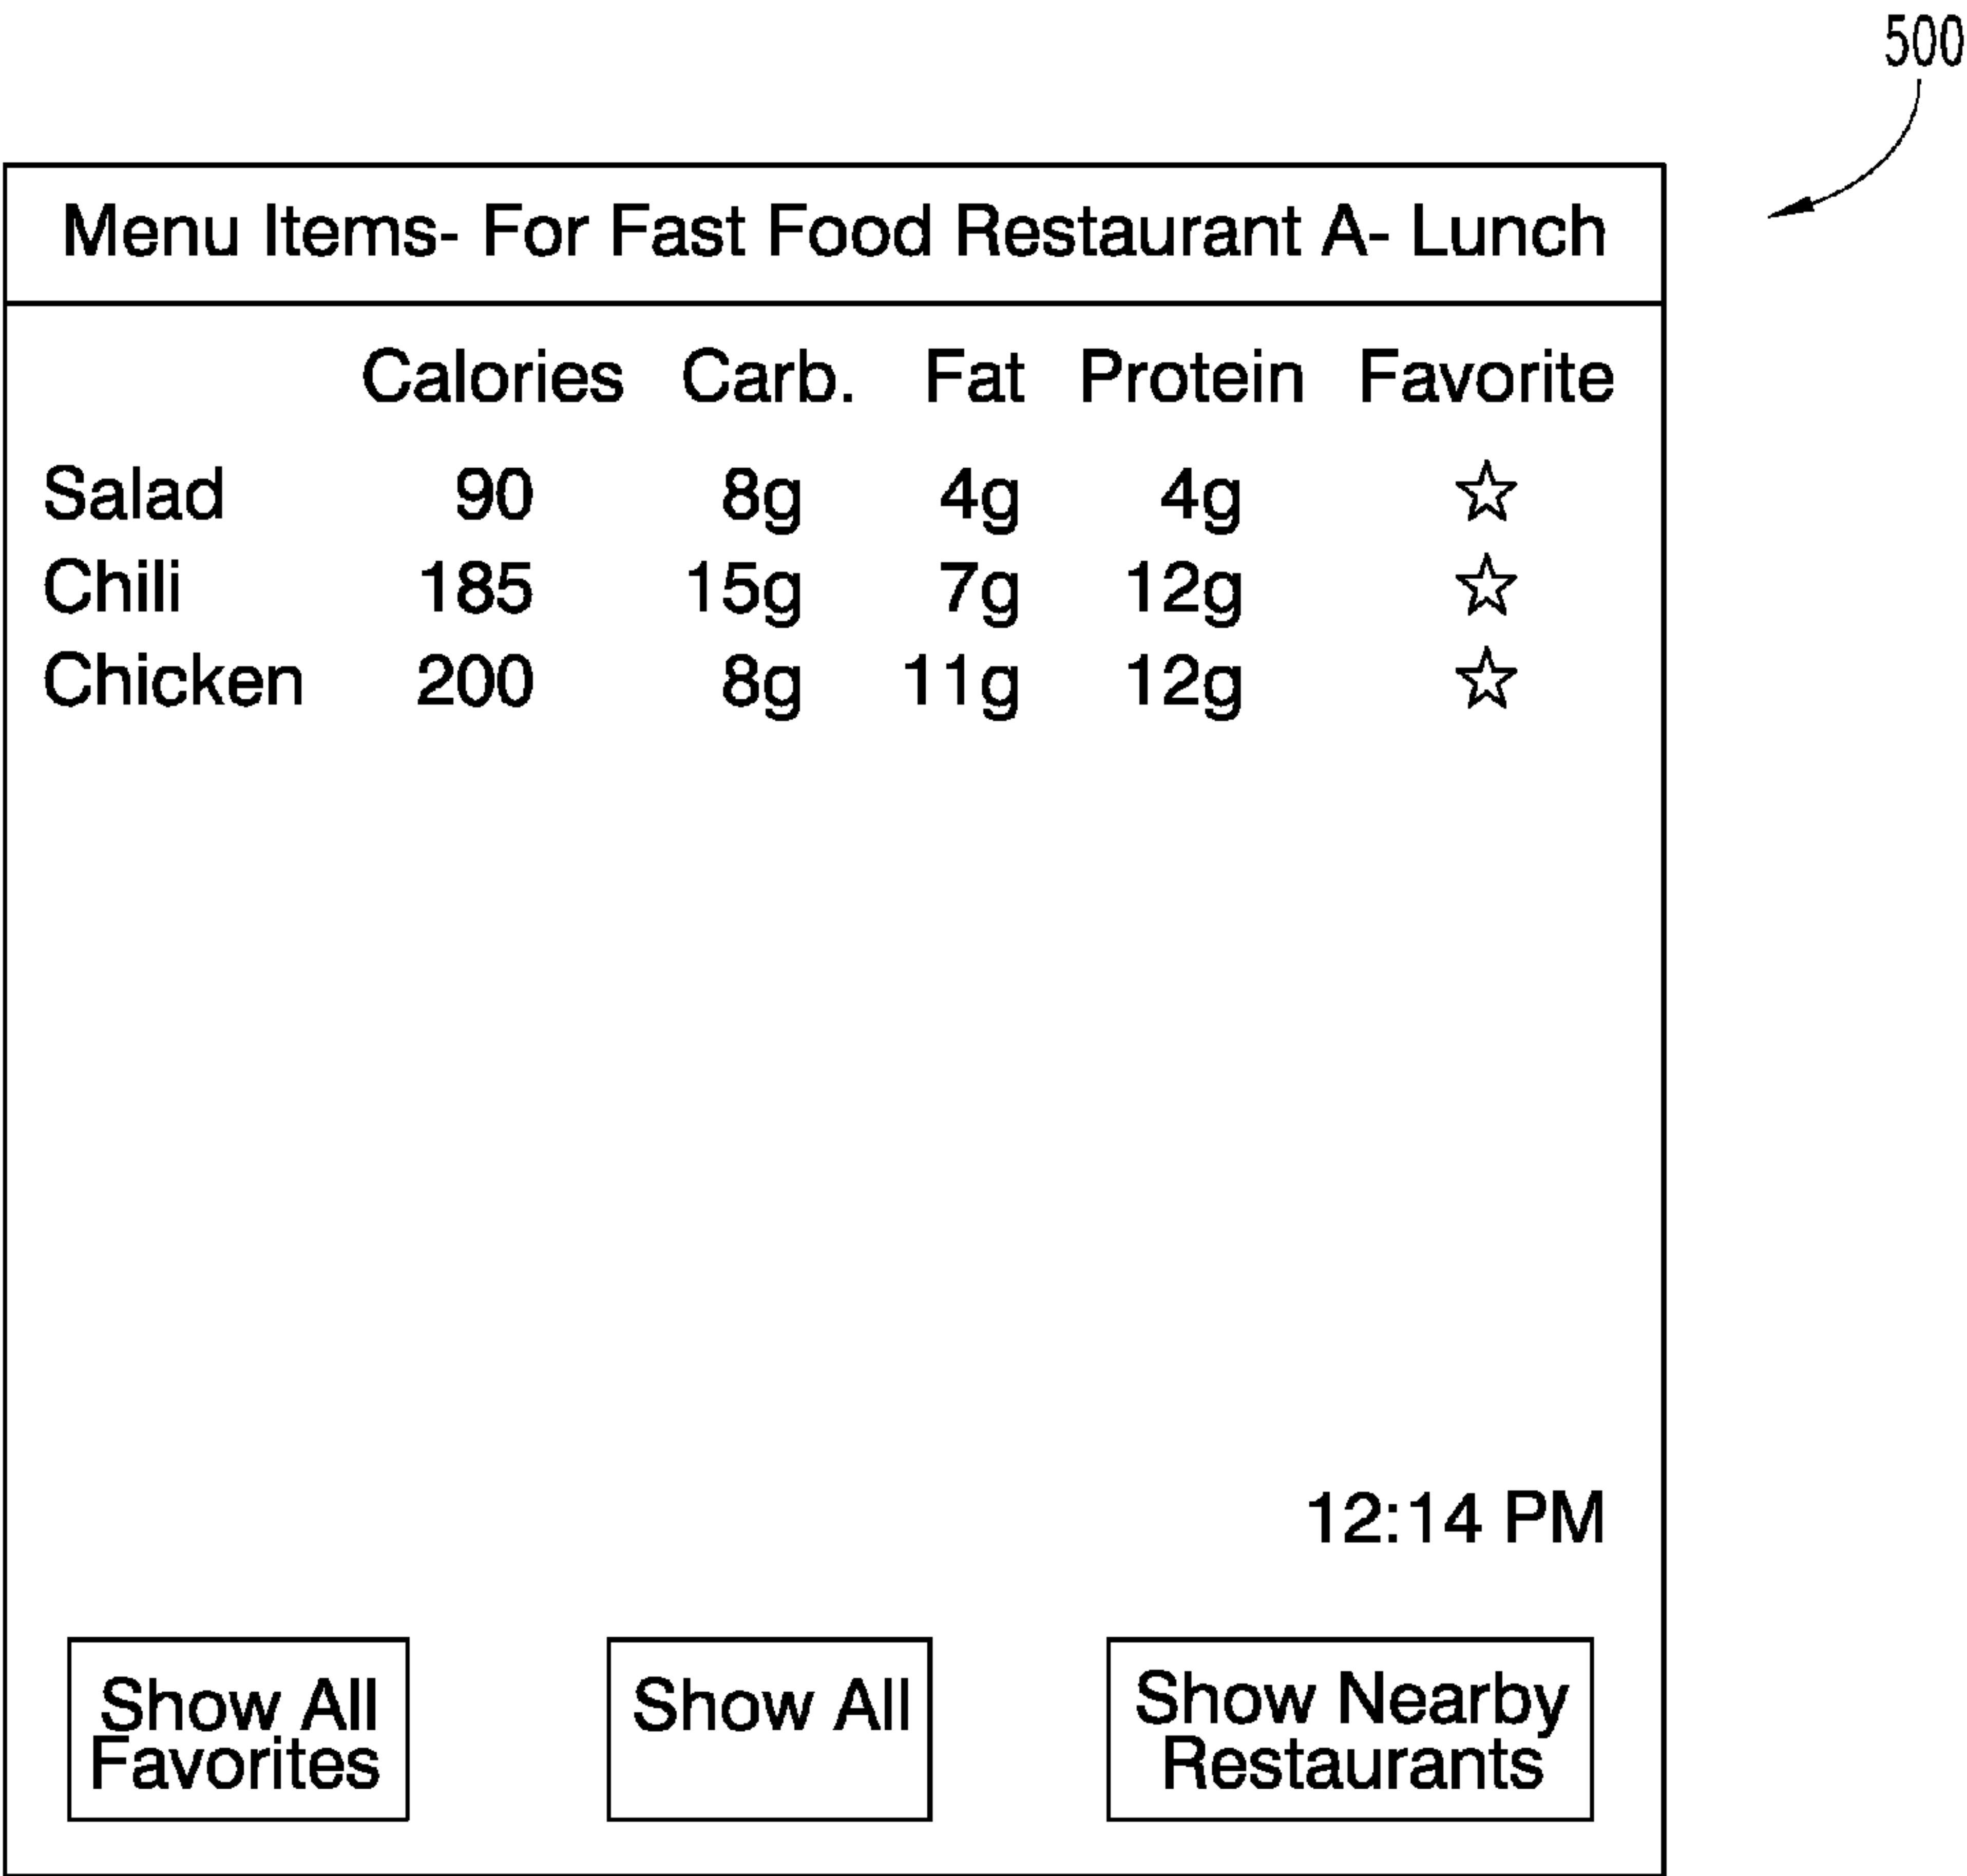 500
Menu Items- For Fast Food Restaurant A- Lunch
Calories Carb. Fat Protein Favorite
Salad 90 8g 4g 4g ☆
Chili 185 15g 7g 12g ☆
Chicken 200 8g 11g 12g ☆
12:14 PM
Show All
Favorites
Show All
Show Nearby
Restaurants